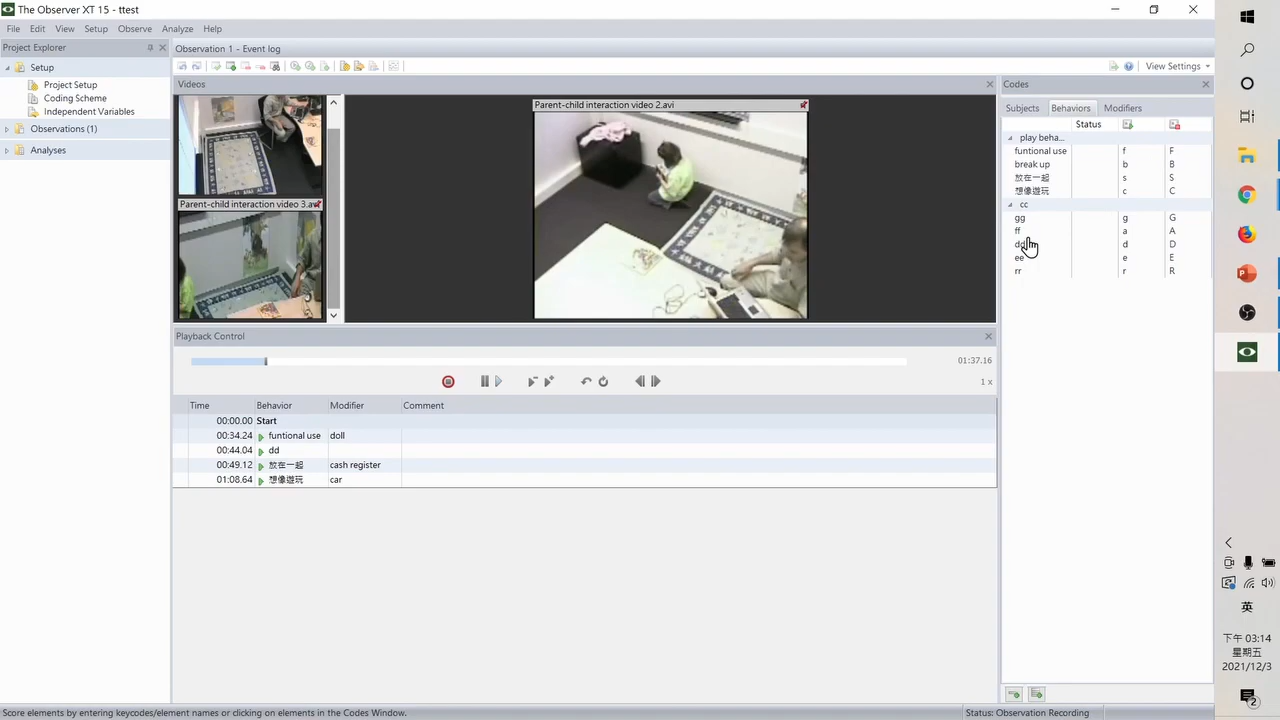 The Observer XT 15 - ttest
File Edit View Setup Observe Analyze Help
Project Explorer
Setup
Project Setup
Coding Scheme
Independent Variables
Observations (1)
Analyses
Observation 1 - Event log
View Settings
Videos
Parent-child interaction video 3.avi
Parent-child interaction video 2.avi
Playback Control
01:37.16
1 x
Time Behavior Modifier Comment
00:00.00 Start
00:34.24 funtional use doll
00:44.04 dd
00:49.12 放在一起 cash register
01:08.64 想像遊玩 car
Codes
Subjects Behaviors Modifiers
Status
play beha...
funtional use f F
break up b B
放在一起 s S
想像遊玩 c C
cc
gg g G
ff a A
dd d D
ee e E
rr r R
Score elements by entering keycodes/element names or clicking on elements in the Codes Window.
Status: Observation Recording
英
下午 03:14
星期五
2021/12/3
2